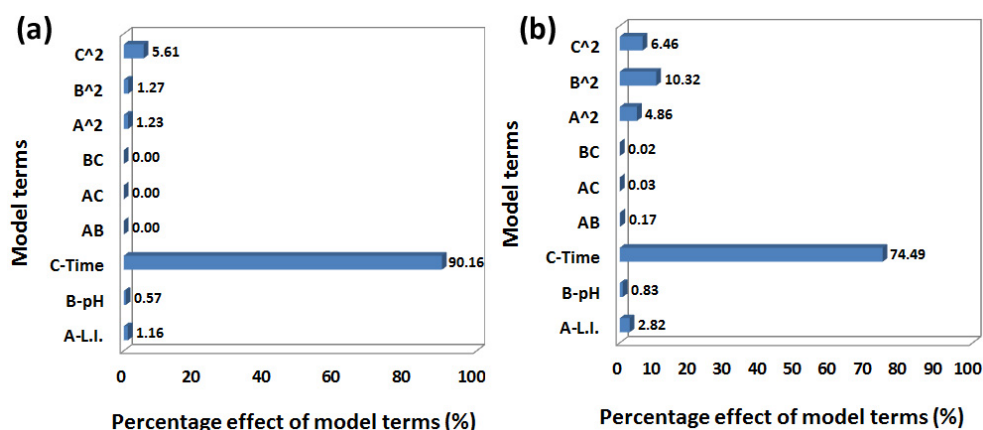 (a)
Model terms
C^2 5.61
B^2 1.27
A^2 1.23
BC 0.00
AC 0.00
AB 0.00
C-Time 90.16
B-pH 0.57
A-L.I. 1.16
0 20 40 60 80 100
Percentage effect of model terms (%)
(b)
Model terms
C^2 6.46
B^2 10.32
A^2 4.86
BC 0.02
AC 0.03
AB 0.17
C-Time 74.49
B-pH 0.83
A-L.I. 2.82
0 10 20 30 40 50 60 70 80 90 100
Percentage effect of model terms (%)